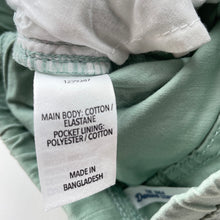 MAIN BODY: COTTON /
ELASTANE
POCKET LINING:
POLYESTER / COTTON
MADE IN
BANGLADESH